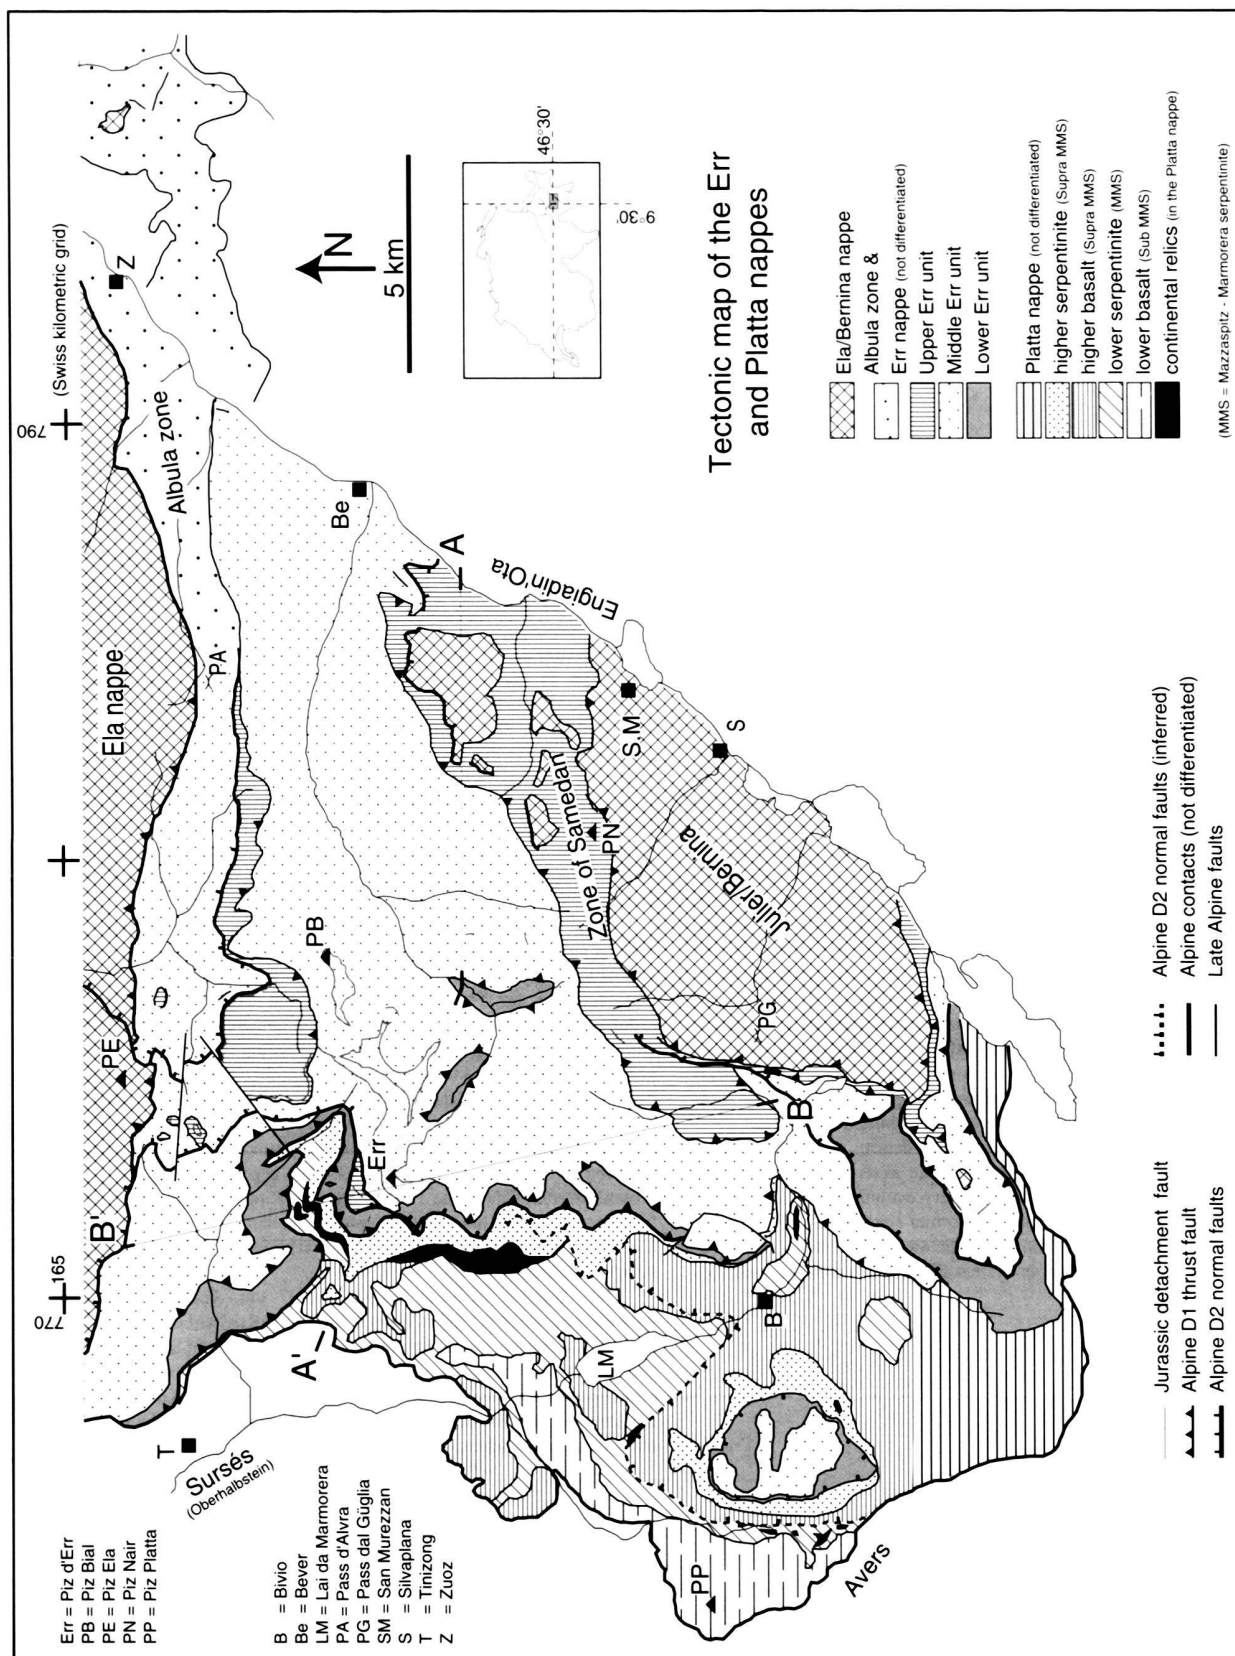 Err = Piz d'Err
PB = Piz Bial
PE = Piz Ela
PN = Piz Nair
PP = Piz Platta
B = Bivio
Be = Bever
LM = Lai da Marmorera
PA = Pass d'Alvra
PG = Pass dal Güglia
SM = San Murezzan
S = Silvaplana
T = Tinizong
Z = Zuoz
770
165
790
(Swiss kilometric grid)
B'
PE
Ela nappe
Albula zone
Z
T
Sursés
(Oberhalbstein)
A'
PA
PB
Err
Be
N
5 km
46°30'
9°30'
A
Engiadin'Ota
LM
Zone of Samedan
PN
S.M
S
PP
Avers
B
B
PG
Julier/Bernina
Tectonic map of the Err
and Platta nappes
Ela/Bernina nappe
Albula zone &
Err nappe (not differentiated)
Upper Err unit
Middle Err unit
Lower Err unit
Platta nappe (not differentiated)
higher serpentinite (Supra MMS)
higher basalt (Supra MMS)
lower serpentinite (MMS)
lower basalt (Sub MMS)
continental relics (in the Platta nappe)
(MMS = Mazzaspitz - Marmorera serpentinite)
Jurassic detachment fault
Alpine D1 thrust fault
Alpine D2 normal faults
Alpine D2 normal faults (inferred)
Alpine contacts (not differentiated)
Late Alpine faults